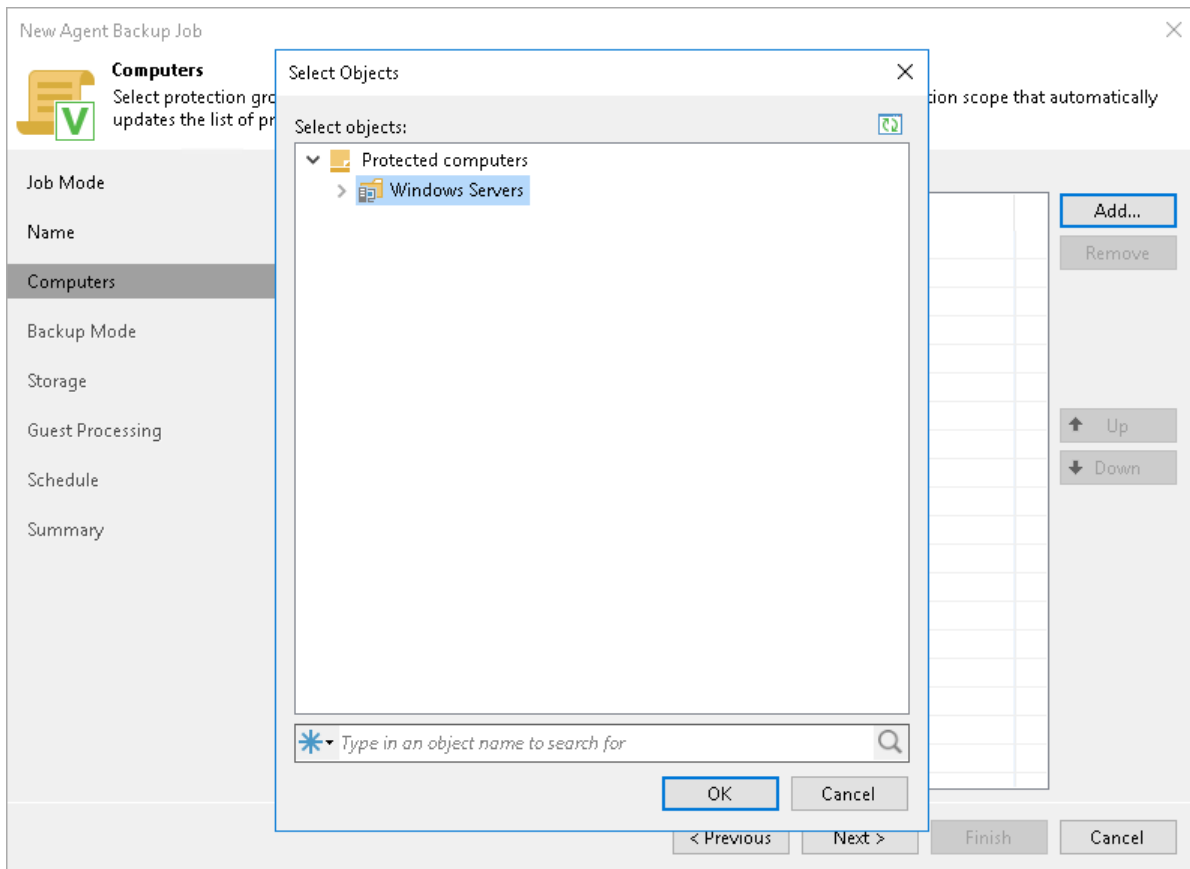 New Agent Backup Job
Computers
Select protection gro
tion scope that automatically
updates the list of pr
Select Objects
Select objects:
Protected computers
Windows Servers
Job Mode
Name
Computers
Backup Mode
Storage
Guest Processing
Schedule
Summary
Add...
Remove
Up
Down
Type in an object name to search for
OK
Cancel
< Previous
Next >
Finish
Cancel